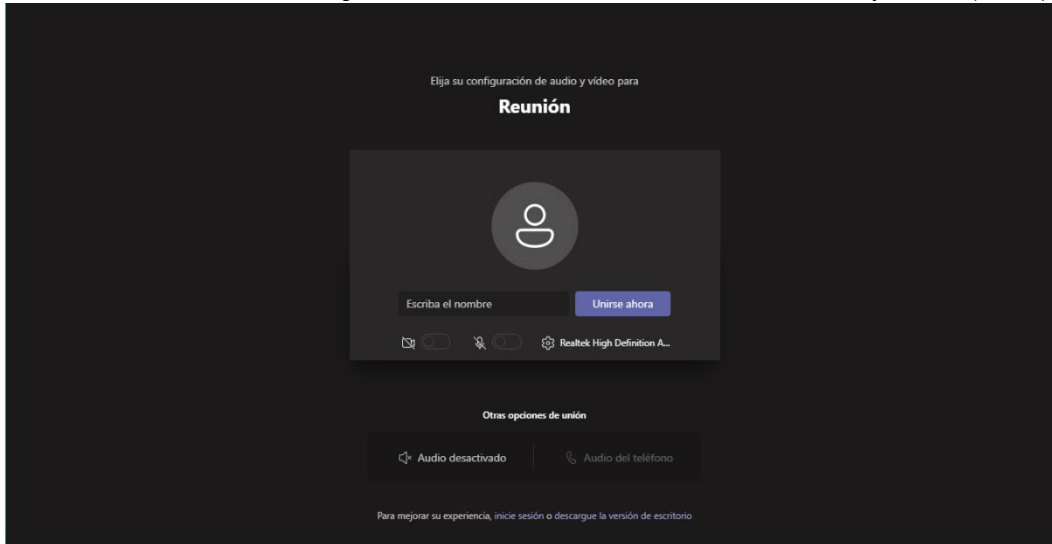 Elija su configuración de audio y vídeo para
Reunión
Escriba el nombre
Unirse ahora
Realtek High Definition A...
Otras opciones de unión
Audio desactivado
Audio del teléfono
Para mejorar su experiencia, inicie sesión o descargue la versión de escritorio